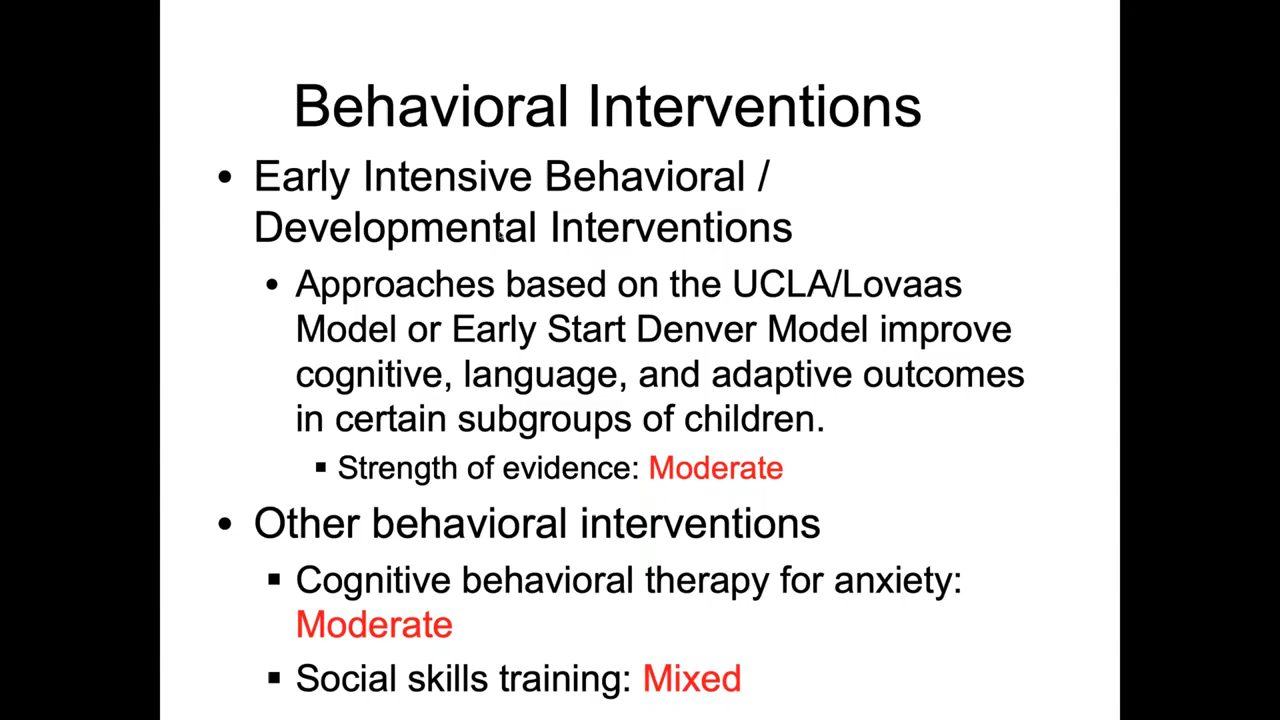 Behavioral Interventions
• Early Intensive Behavioral /
Developmental Interventions
• Approaches based on the UCLA/Lovaas
Model or Early Start Denver Model improve
cognitive, language, and adaptive outcomes
in certain subgroups of children.
▪ Strength of evidence: Moderate
• Other behavioral interventions
▪ Cognitive behavioral therapy for anxiety:
Moderate
▪ Social skills training: Mixed